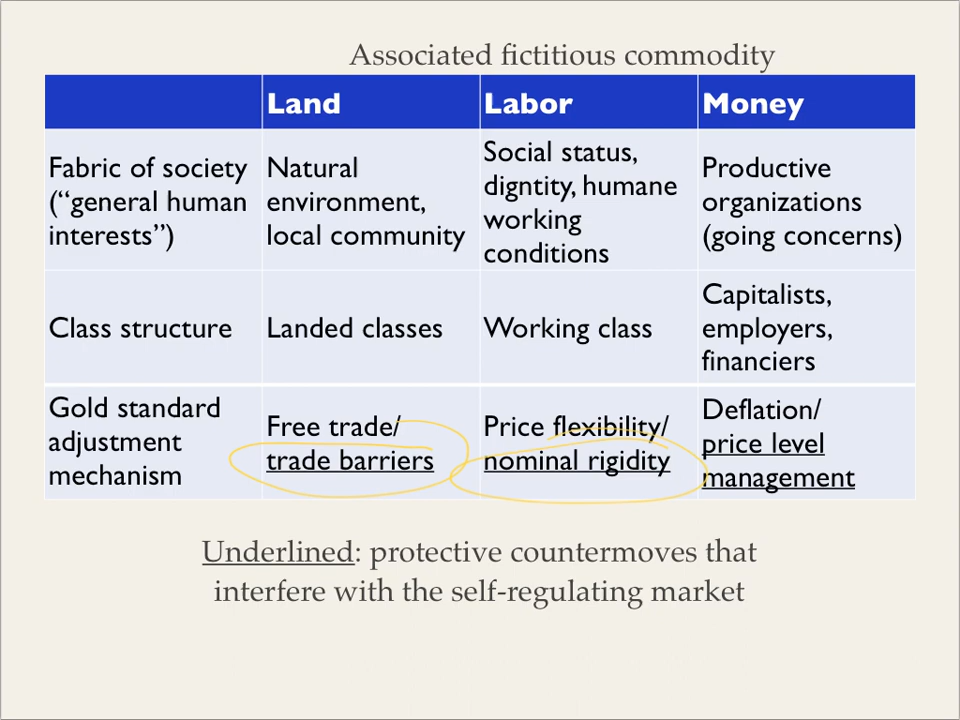 Associated fictitious commodity
Land Labor Money
Fabric of society
("general human
interests")
Natural
environment,
local community
Social status,
digntity, humane
working
conditions
Productive
organizations
(going concerns)
Class structure
Landed classes
Working class
Capitalists,
employers,
financiers
Gold standard
adjustment
mechanism
Free trade/
trade barriers
Price flexibility/
nominal rigidity
Deflation/
price level
management
Underlined: protective countermoves that
interfere with the self-regulating market